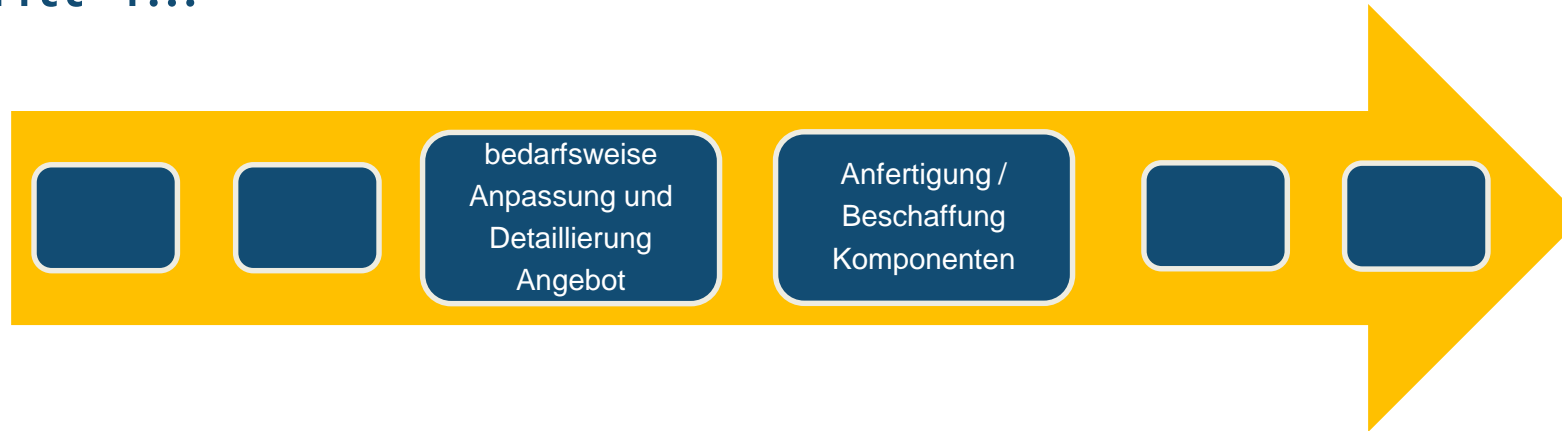 bedarfsweise
Anpassung und
Detaillierung
Angebot
Anfertigung /
Beschaffung
Komponenten